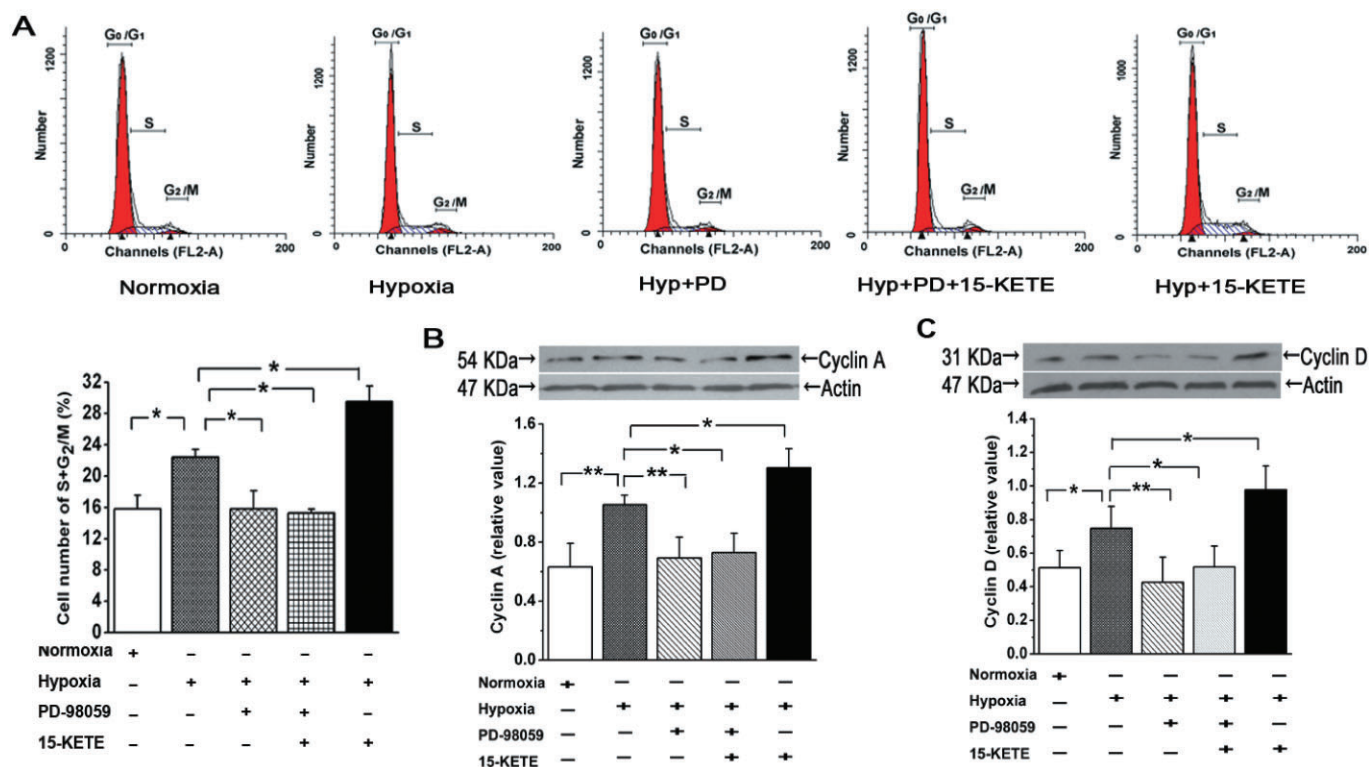 A
G0/G1
1200
S
G2/M
Number
0
0
200
Channels (FL2-A)
Normoxia
G0/G1
1200
S
G2/M
Number
0
0
200
Channels (FL2-A)
Hypoxia
G0/G1
1200
S
G2/M
Number
0
0
200
Channels (FL2-A)
Hyp+PD
G0/G1
1200
S
G2/M
Number
0
0
200
Channels (FL2-A)
Hyp+PD+15-KETE
G0/G1
1000
S
G2/M
Number
0
0
200
Channels (FL2-A)
Hyp+15-KETE
Cell number of S+G2/M (%)
32
28
24
20
16
12
8
4
0
* * * *
Normoxia + – – – –
Hypoxia – + + + +
PD-98059 – – + + –
15-KETE – – – + +
B
54 KDa→ ←Cyclin A
47 KDa→ ←Actin
Cyclin A (relative value)
1.6
1.2
0.8
0.4
0.0
** ** * *
Normoxia + – – – –
Hypoxia – + + + +
PD-98059 – – + + –
15-KETE – – – + +
C
31 KDa→ ←Cyclin D
47 KDa→ ←Actin
Cyclin D (relative value)
1.4
1.2
1.0
0.8
0.6
0.4
0.2
0.0
* ** * *
Normoxia + – – – –
Hypoxia – + + + +
PD-98059 – – + + –
15-KETE – – – + +